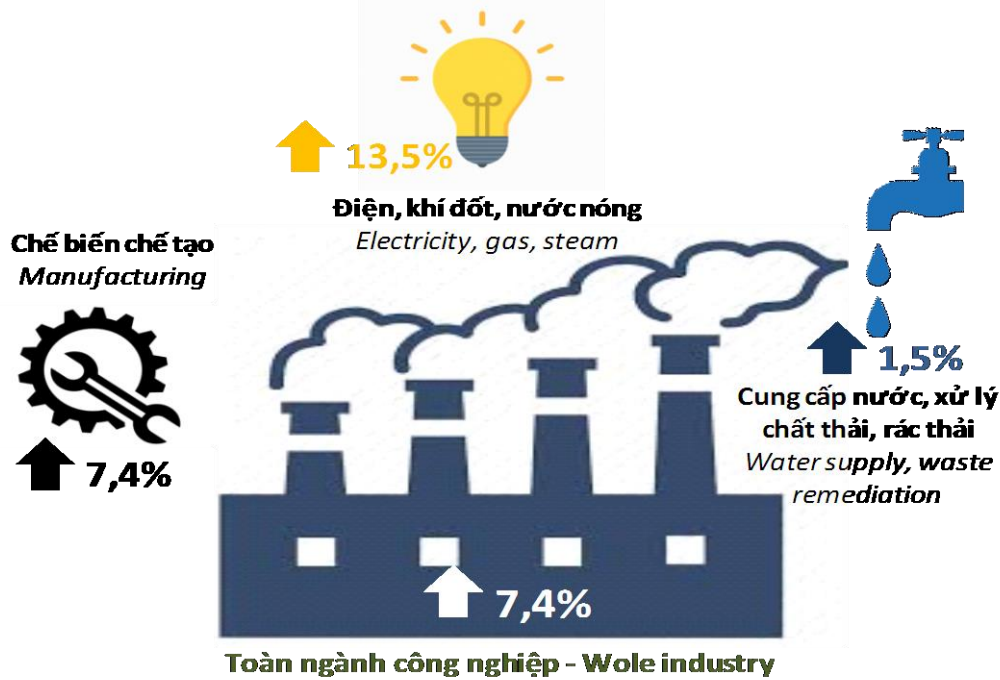 13,5%
Điện, khí đốt, nước nóng
Electricity, gas, steam
Chế biến chế tạo
Manufacturing
7,4%
1,5%
Cung cấp nước, xử lý
chất thải, rác thải
Water supply, waste
remediation
7,4%
Toàn ngành công nghiệp - Wole industry